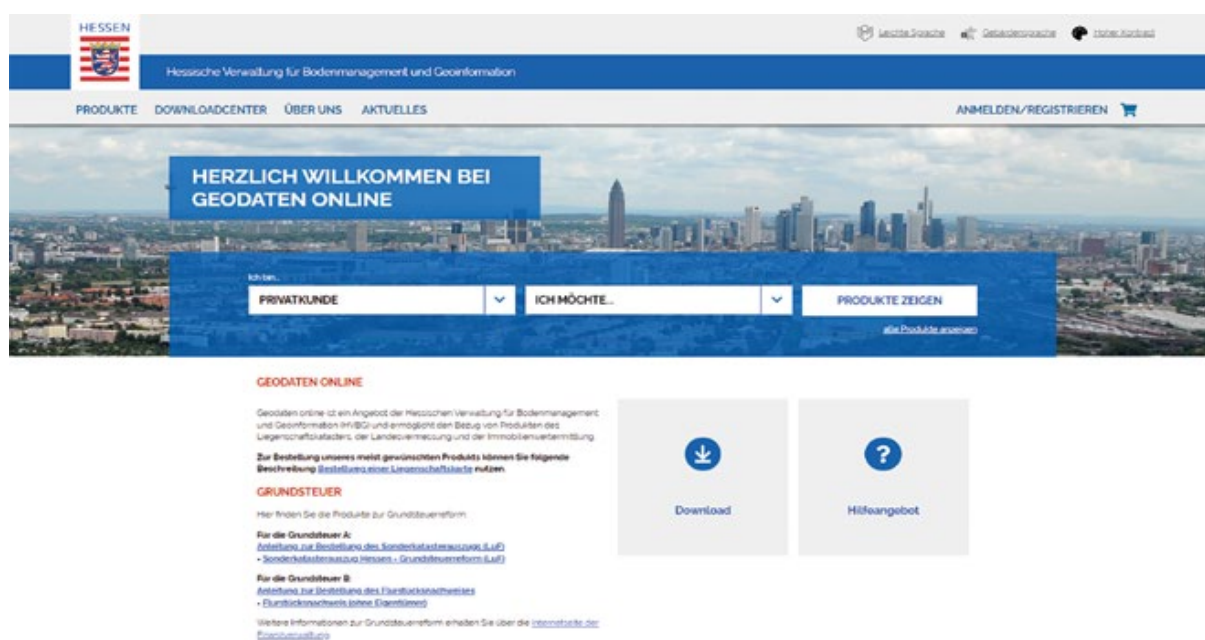 HESSEN
Leichte Sprache
Gebärdensprache
Hoher Kontrast
Hessische Verwaltung für Bodenmanagement und Geoinformation
PRODUKTE
DOWNLOADCENTER
ÜBER UNS
AKTUELLES
ANMELDEN/REGISTRIEREN
HERZLICH WILLKOMMEN BEI
GEODATEN ONLINE
Ich bin...
PRIVATKUNDE
ICH MÖCHTE...
PRODUKTE ZEIGEN
alle Produkte anzeigen
GEODATEN ONLINE
Geodaten online ist ein Angebot der Hessischen Verwaltung für Bodenmanagement
und Geoinformation (HVBG) und ermöglicht den Bezug von Produkten des
Liegenschaftskatasters, der Landesvermessung und der Immobilienwertermittlung.
Zur Bestellung unseres meist gewünschten Produkts können Sie folgende
Beschreibung Bestellung einer Liegenschaftskarte nutzen.
GRUNDSTEUER
Hier finden Sie die Produkte zur Grundsteuerreform:
Für die Grundsteuer A:
Anleitung zur Bestellung des Sonderkatasterauszugs (LuF)
- Sonderkatasterauszug Hessen - Grundsteuerreform (LuF)
Für die Grundsteuer B:
Anleitung zur Bestellung des Flurstücksnachweises
- Flurstücksnachweis (ohne Eigentümer)
Weitere Informationen zur Grundsteuerreform erhalten Sie über die Internetseite der
Finanzverwaltung.
Download
Hilfeangebot